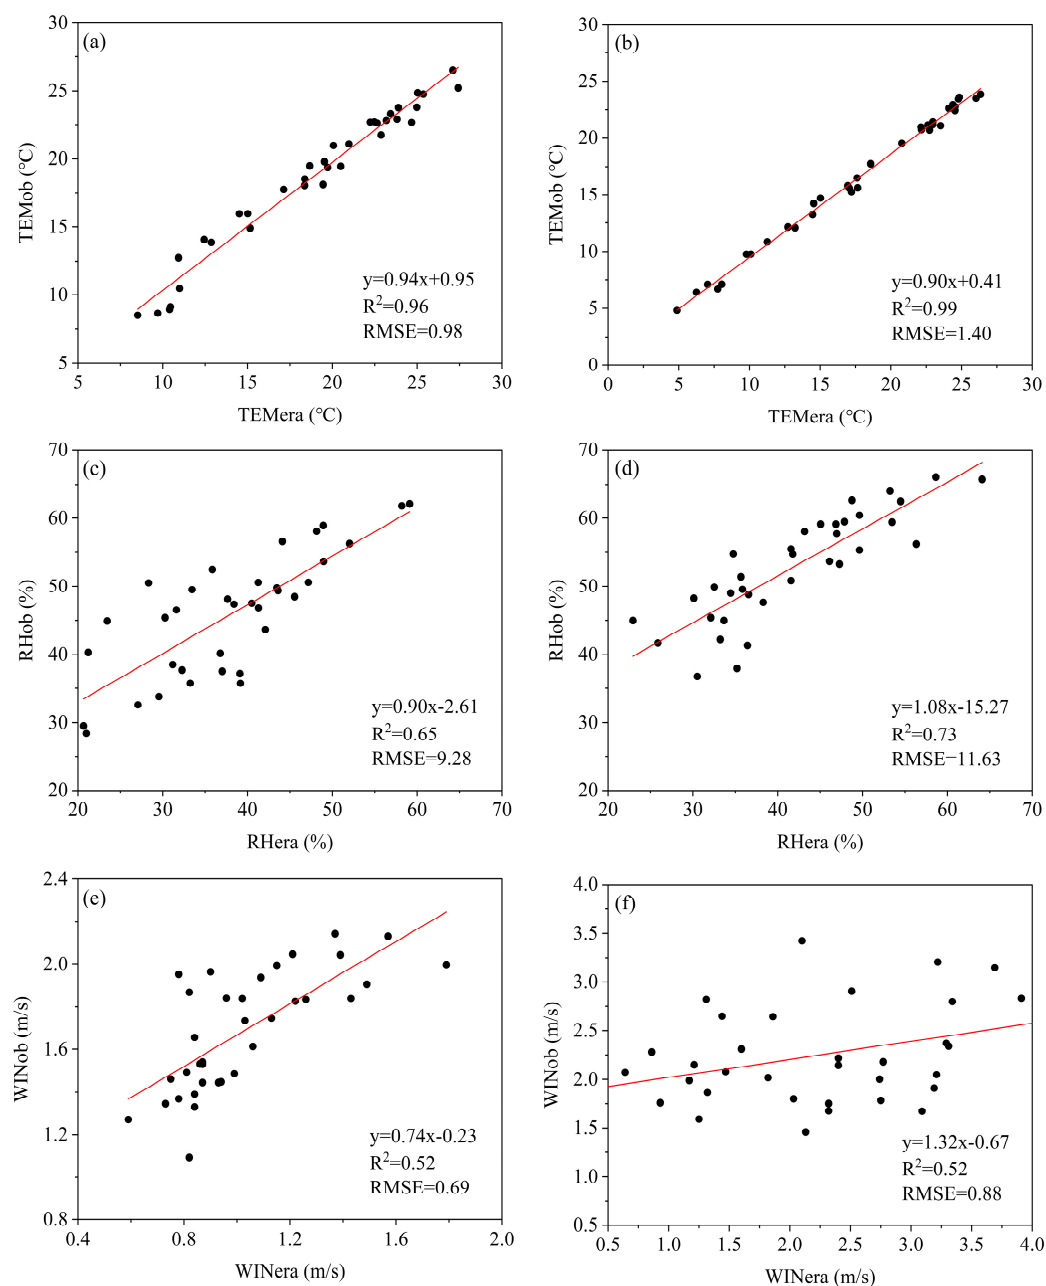 (a)
30
25
20
15
10
5
TEMob (℃)
y=0.94x+0.95
R²=0.96
RMSE=0.98
5 10 15 20 25 30
TEMera (℃)
(b)
30
25
20
15
10
5
0
TEMob (℃)
y=0.90x+0.41
R²=0.99
RMSE=1.40
0 5 10 15 20 25 30
TEMera (℃)
(c)
70
60
50
40
30
20
RHob (%)
y=0.90x-2.61
R²=0.65
RMSE=9.28
20 30 40 50 60 70
RHera (%)
(d)
70
60
50
40
30
20
RHob (%)
y=1.08x-15.27
R²=0.73
RMSE=11.63
20 30 40 50 60 70
RHera (%)
(e)
2.4
2.0
1.6
1.2
0.8
WINob (m/s)
y=0.74x-0.23
R²=0.52
RMSE=0.69
0.4 0.8 1.2 1.6 2.0
WINera (m/s)
(f)
4.0
3.5
3.0
2.5
2.0
1.5
1.0
0.5
WINob (m/s)
y=1.32x-0.67
R²=0.52
RMSE=0.88
0.5 1.0 1.5 2.0 2.5 3.0 3.5 4.0
WINera (m/s)